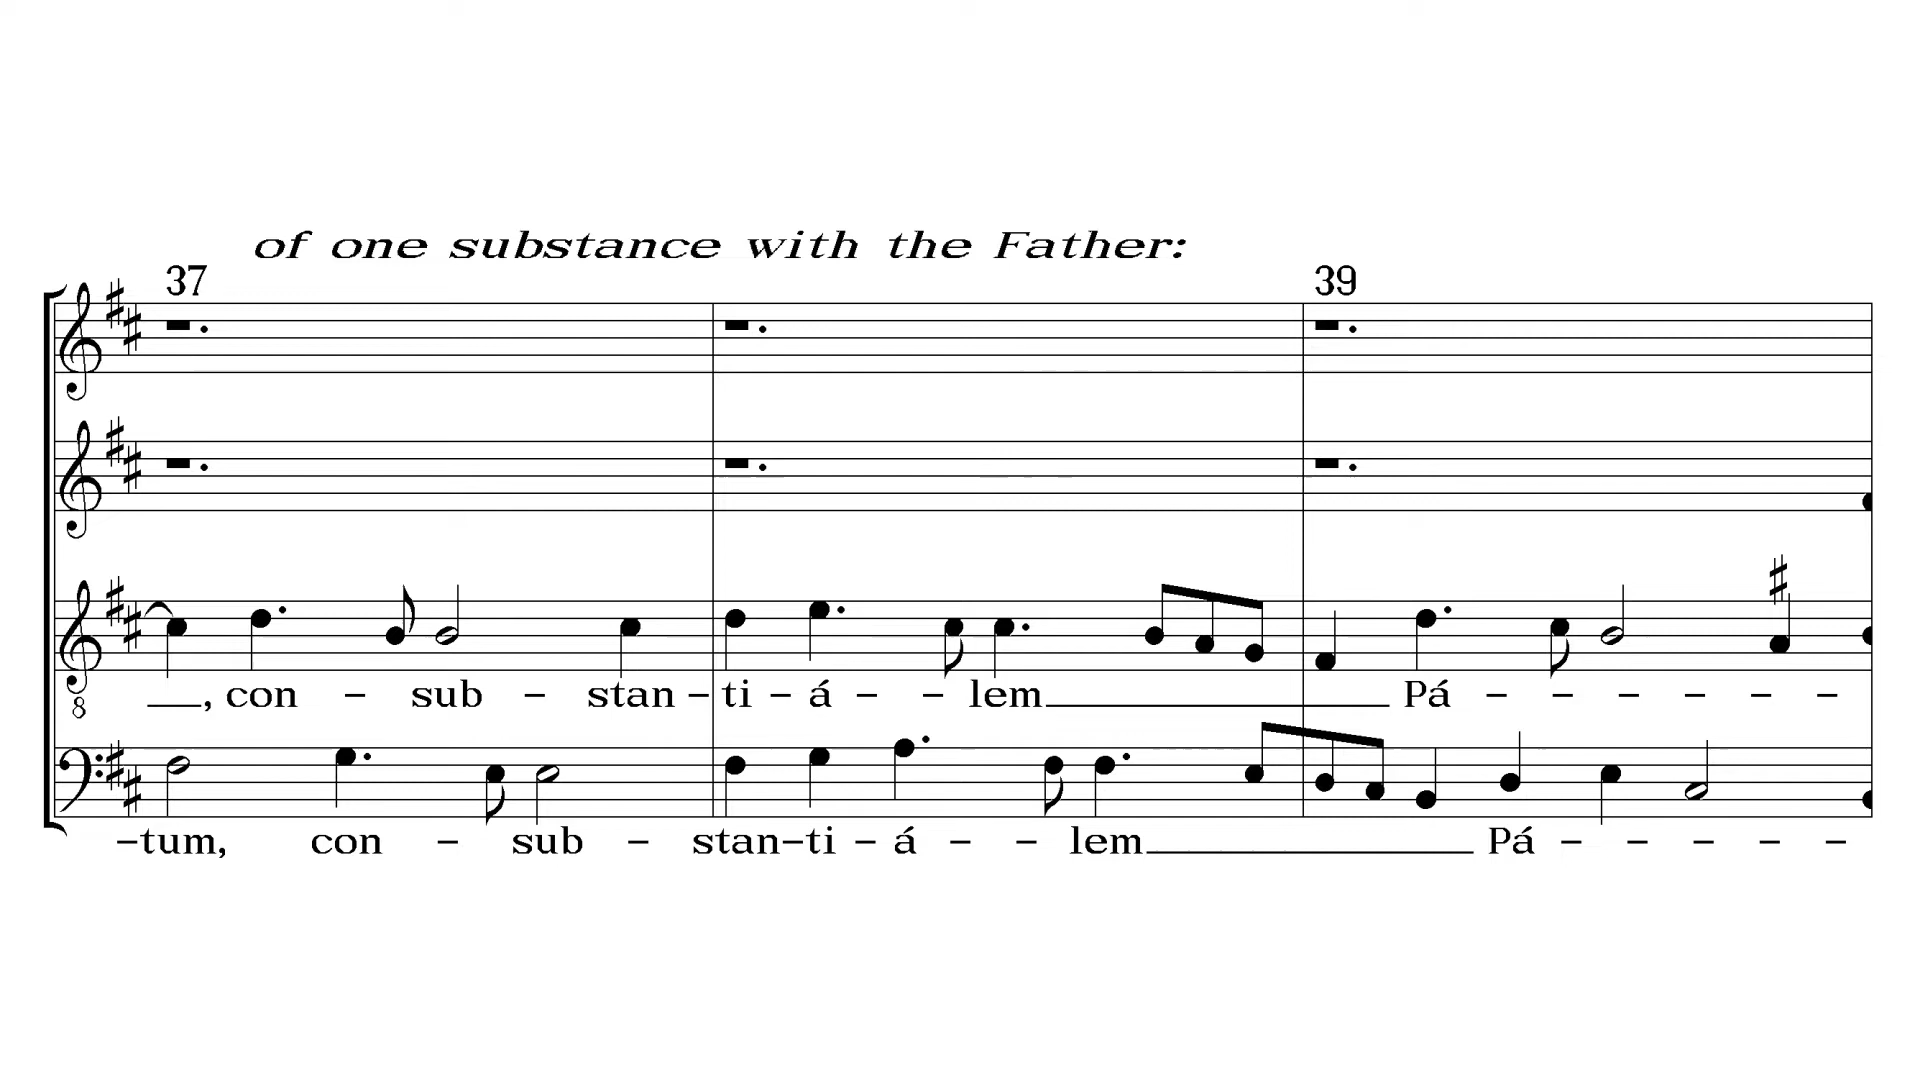 of one substance with the Father:
37 39
8
, con - sub - stan - ti - á - - lem Pá - - - - - -
-tum, con - sub - stan-ti - á - - lem Pá - - - - -